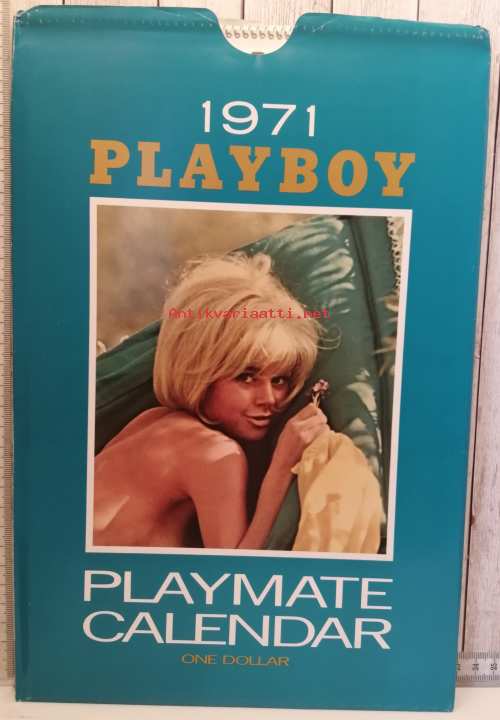 1971
PLAYBOY
Antikvariaatti.net
PLAYMATE
CALENDAR
ONE DOLLAR